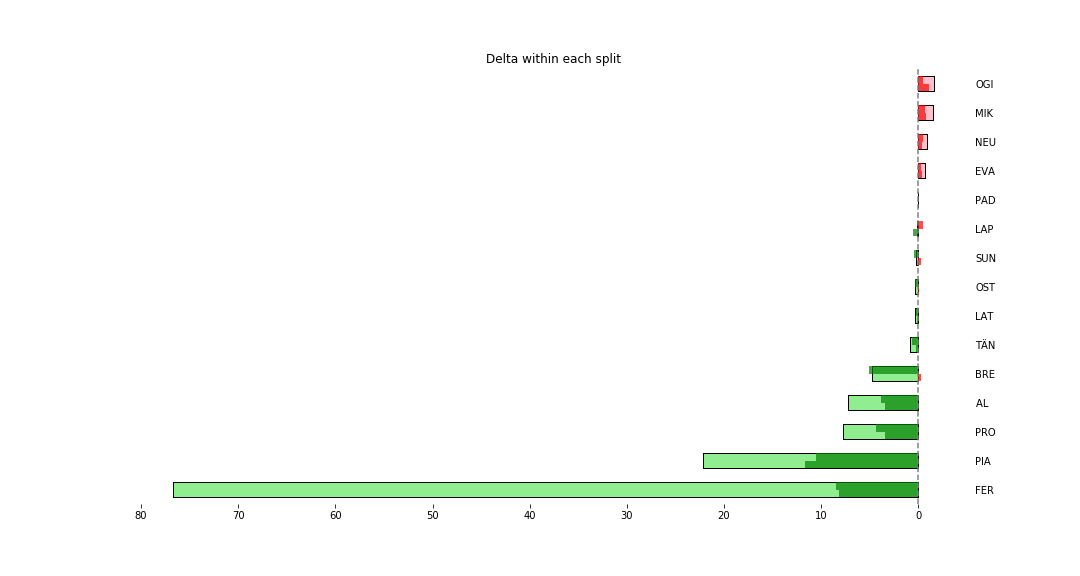 Delta within each split
OGI
MIK
NEU
EVA
PAD
LAP
SUN
OST
LAT
TÄN
BRE
AL
PRO
PIA
FER
80 70 60 50 40 30 20 10 0